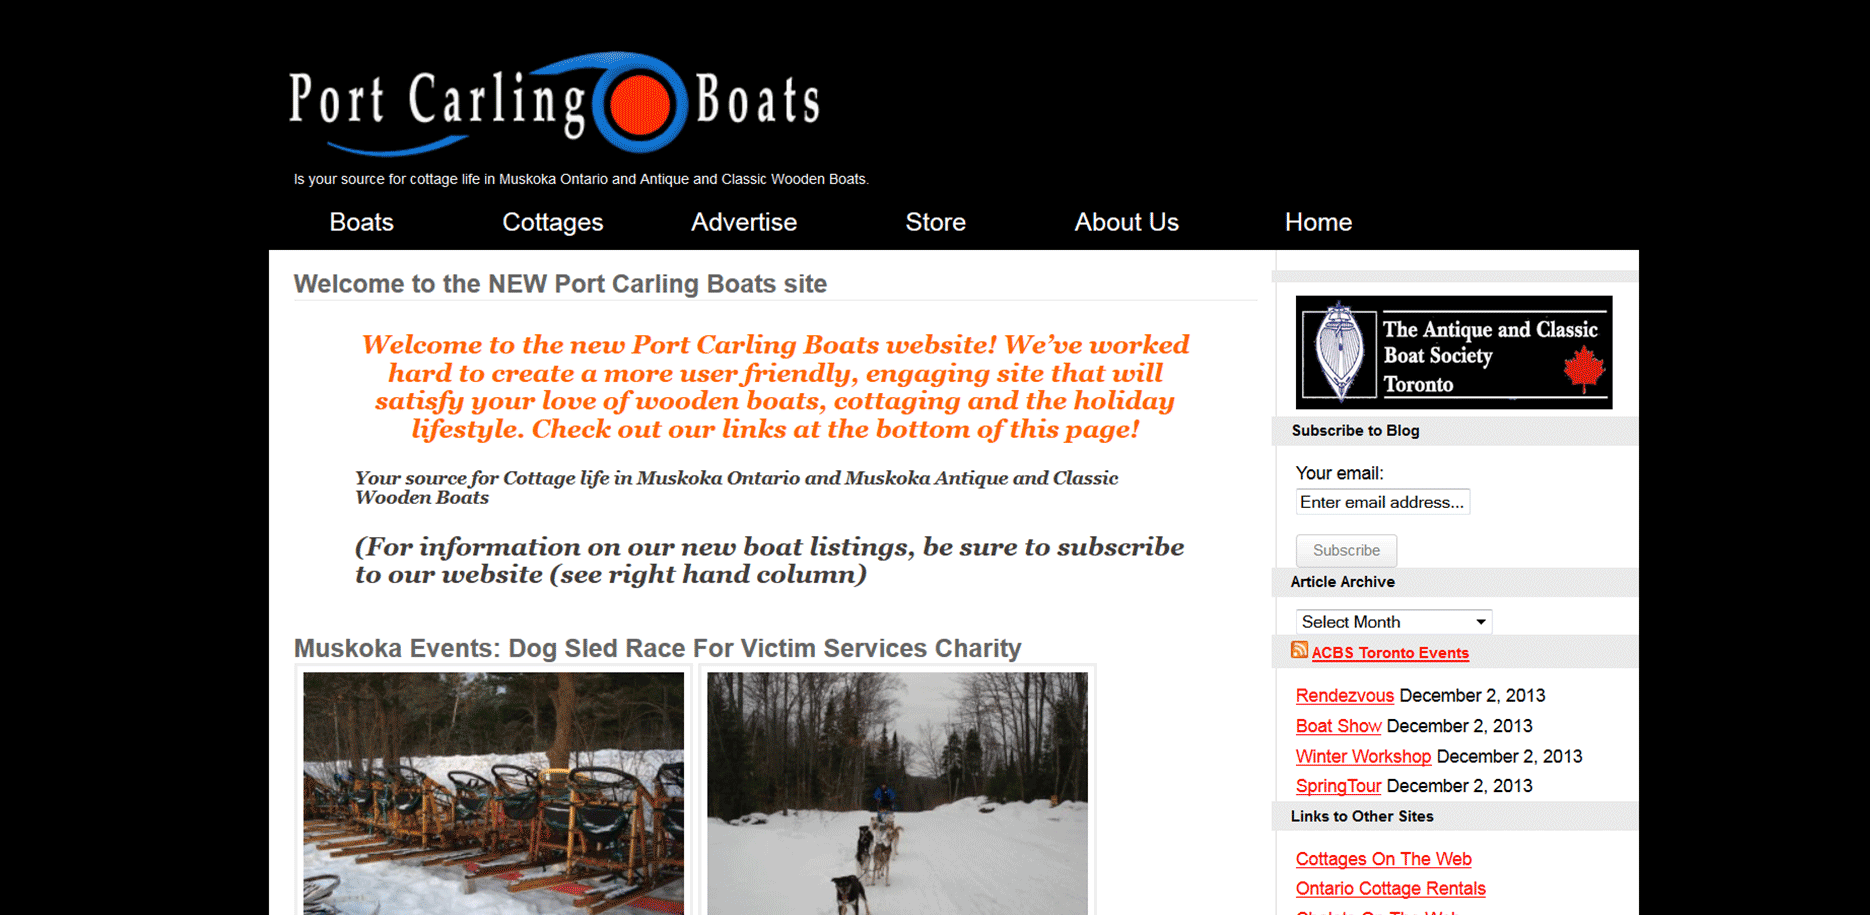 Port Carling Boats
Is your source for cottage life in Muskoka Ontario and Antique and Classic Wooden Boats.
Boats Cottages Advertise Store About Us Home
Welcome to the NEW Port Carling Boats site
Welcome to the new Port Carling Boats website! We've worked
hard to create a more user friendly, engaging site that will
satisfy your love of wooden boats, cottaging and the holiday
lifestyle. Check out our links at the bottom of this page!
Your source for Cottage life in Muskoka Ontario and Muskoka Antique and Classic
Wooden Boats
(For information on our new boat listings, be sure to subscribe
to our website (see right hand column)
Muskoka Events: Dog Sled Race For Victim Services Charity
The Antique and Classic
Boat Society
Toronto
Subscribe to Blog
Your email:
Enter email address...
Subscribe
Article Archive
Select Month
ACBS Toronto Events
Rendezvous December 2, 2013
Boat Show December 2, 2013
Winter Workshop December 2, 2013
SpringTour December 2, 2013
Links to Other Sites
Cottages On The Web
Ontario Cottage Rentals